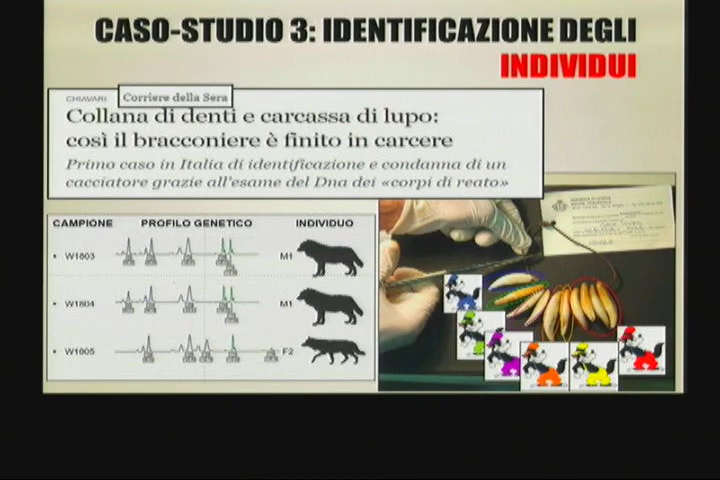 CASO-STUDIO 3: IDENTIFICAZIONE DEGLI
INDIVIDUI
CHIAVARI
Corriere della Sera
Collana di denti e carcassa di lupo:
così il bracconiere è finito in carcere
Primo caso in Italia di identificazione e condanna di un
cacciatore grazie all'esame del Dna dei «corpi di reato»
CAMPIONE PROFILO GENETICO INDIVIDUO
• W1803 M1
• W1804 M1
• W1805 F2